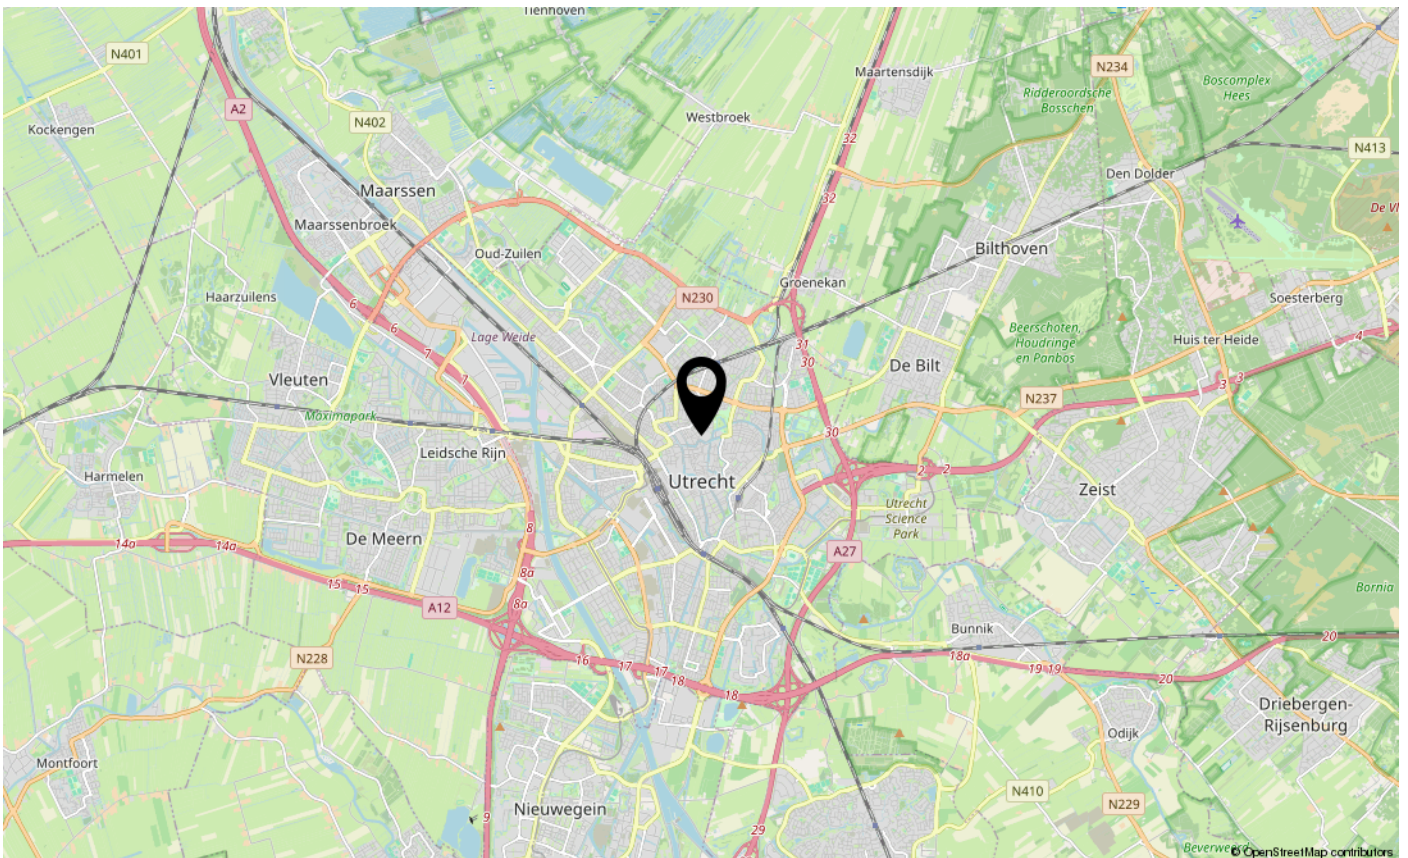 Tienhoven
N401
A2
Maartensdijk
N234
Boscomplex
Hees
Ridderoordsche
Bosschen
Kockengen
N402
Westbroek
32
N413
Den Dolder
Maarssen
32
Maarssenbroek
Bilthoven
Oud-Zuilen
Groenekan
Haarzuilens
N230
Soesterberg
6
6
Lage Weide
Beerschoten,
Houdringe
en Panbos
Huis ter Heide
4
31
30
7
7
Vleuten
De Bilt
3
3
N237
Maximapark
30
Leidsche Rijn
2
2
Harmelen
Utrecht
Zeist
Utrecht
Science
Park
8
De Meern
14a
14a
A27
8a
15
15
8a
A12
Bornia
Bunnik
20
N228
16
17
17
18
18
18a
19
19
20
Driebergen-
Rijsenburg
Montfoort
Odijk
N410
N229
Nieuwegein
9
29
Beverweerd
© OpenStreetMap contributors